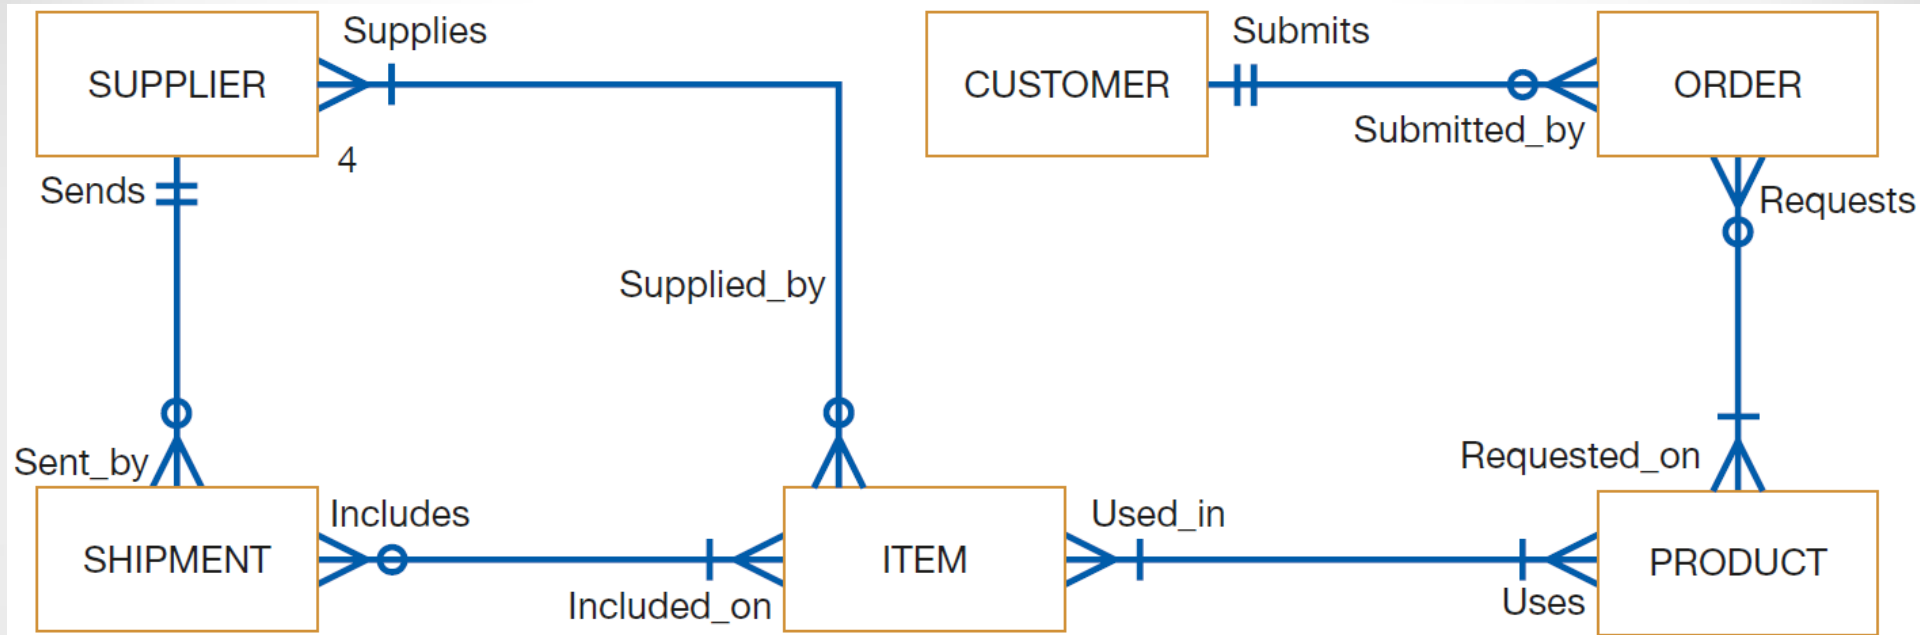 Supplies
Submits
SUPPLIER
CUSTOMER
ORDER
Submitted_by
4
Sends
Requests
Supplied_by
Requested_on
Sent_by
Includes
Used_in
SHIPMENT
ITEM
PRODUCT
Included_on
Uses